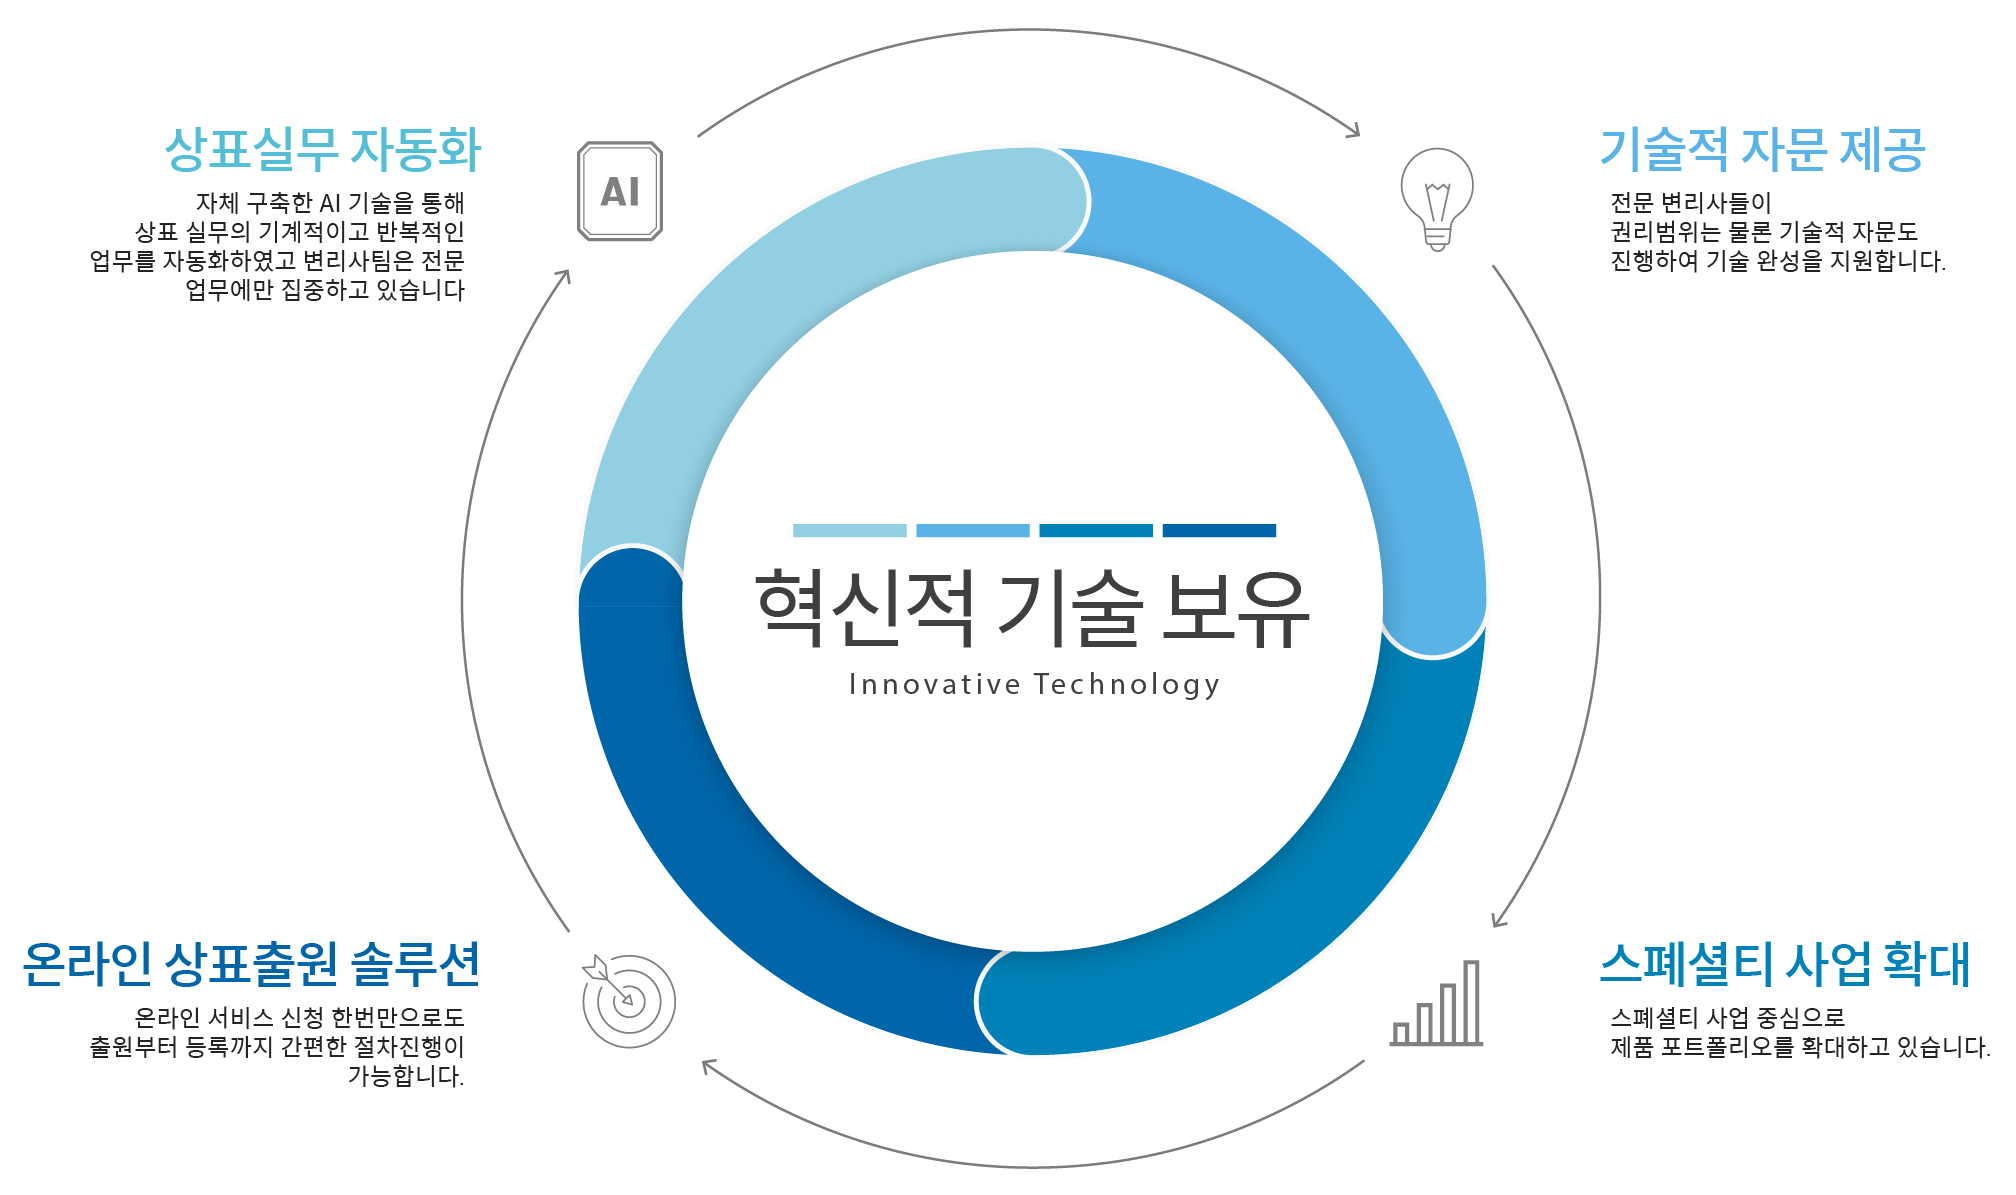 상표실무 자동화
자체 구축한 AI 기술을 통해
상표 실무의 기계적이고 반복적인
업무를 자동화하였고 변리사팀은 전문
업무에만 집중하고 있습니다
AI
기술적 자문 제공
전문 변리사들이
권리범위는 물론 기술적 자문도
진행하여 기술 완성을 지원합니다.
혁신적 기술 보유
Innovative Technology
온라인 상표출원 솔루션
온라인 서비스 신청 한번만으로도
출원부터 등록까지 간편한 절차진행이
가능합니다.
스페셜티 사업 확대
스폐셜티 사업 중심으로
제품 포트폴리오를 확대하고 있습니다.